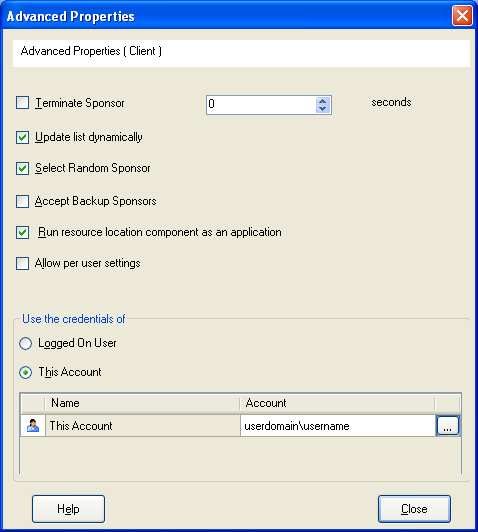 Advanced Properties
Advanced Properties ( Client )
Terminate Sponsor 0 seconds
Update list dynamically
Select Random Sponsor
Accept Backup Sponsors
Run resource location component as an application
Allow per user settings
Use the credentials of
Logged On User
This Account
Name Account
This Account userdomain\username ...
Help Close